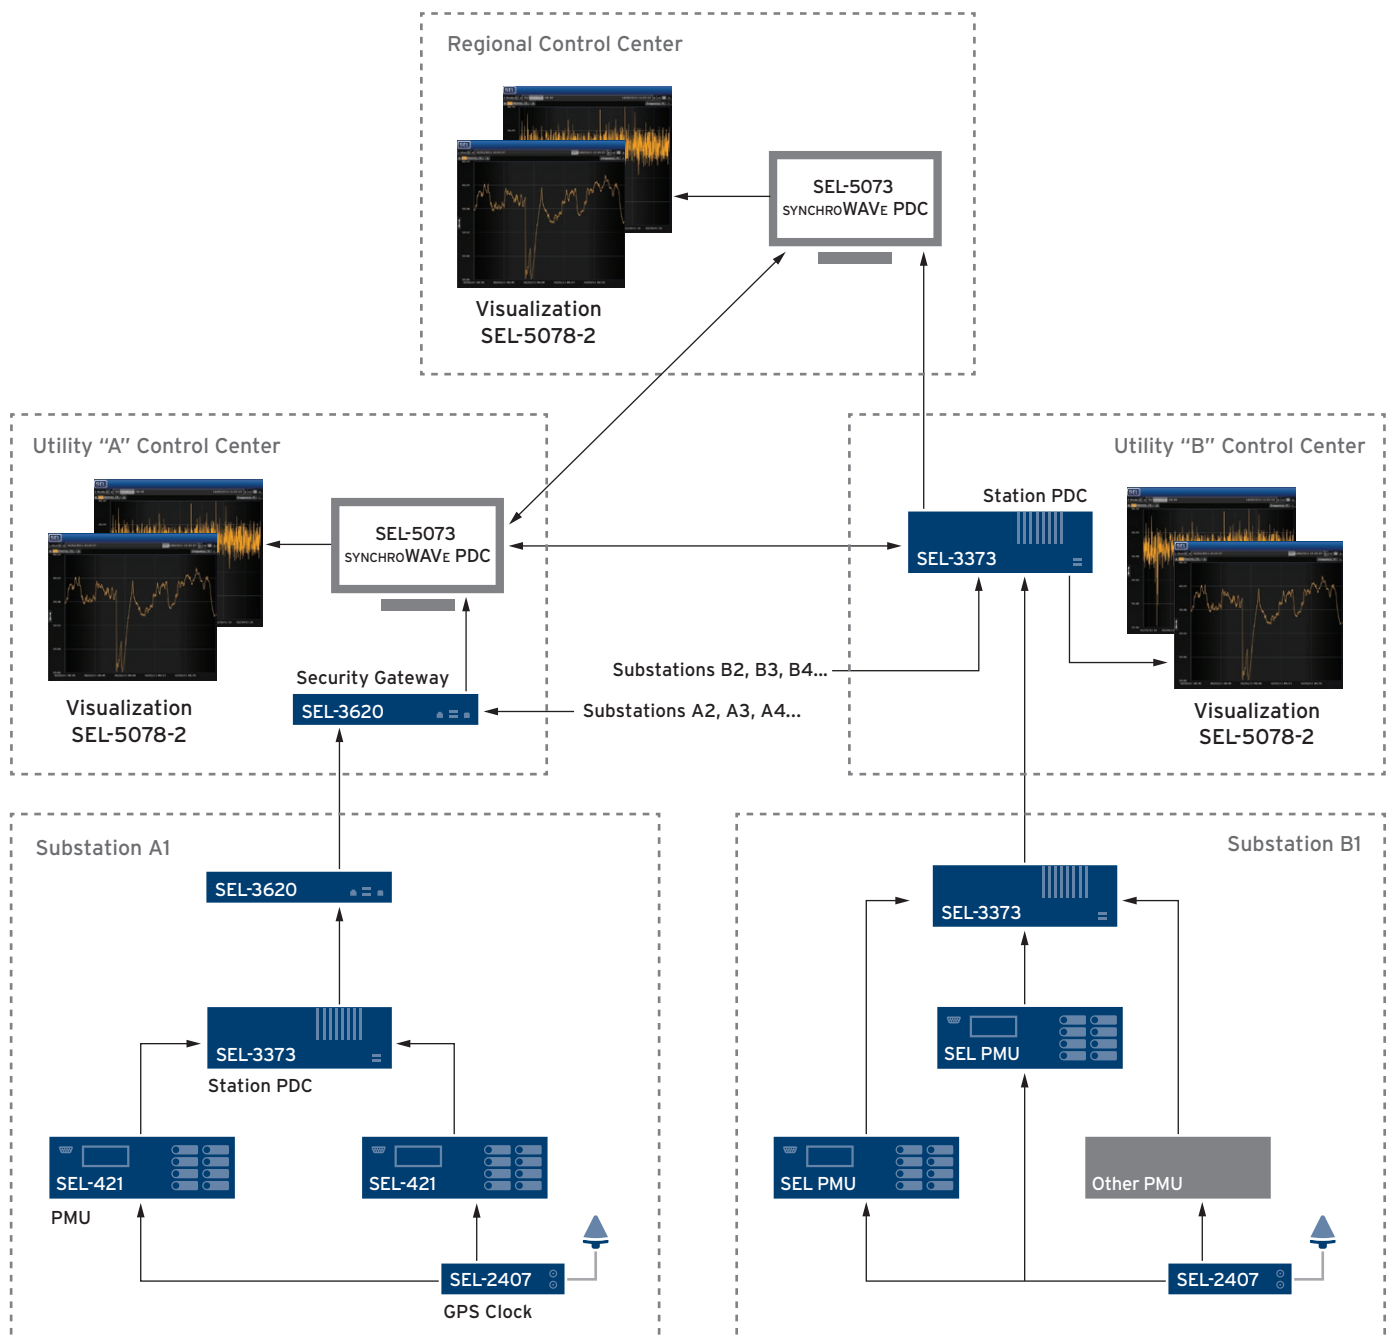 Regional Control Center
SEL-5073
SYNCHROWAVE PDC
Visualization
SEL-5078-2
Utility “A” Control Center
SEL-5073
SYNCHROWAVE PDC
Security Gateway
SEL-3620
Visualization
SEL-5078-2
Utility “B” Control Center
Station PDC
SEL-3373
Visualization
SEL-5078-2
Substations B2, B3, B4...
Substations A2, A3, A4...
Substation A1
SEL-3620
SEL-3373
Station PDC
SEL-421
PMU
SEL-421
SEL-2407
GPS Clock
Substation B1
SEL-3373
SEL PMU
SEL PMU
Other PMU
SEL-2407